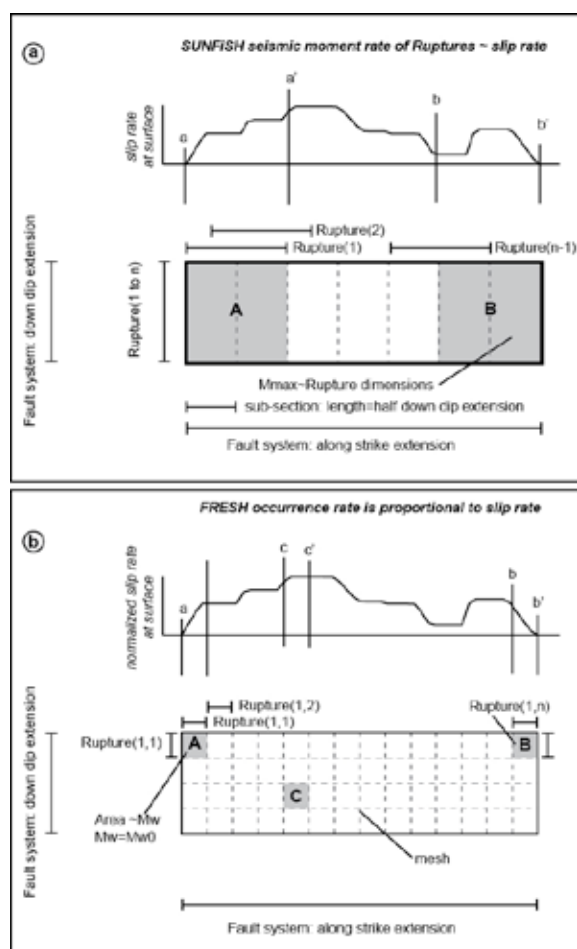 a
SUNFISH seismic moment rate of Ruptures ~ slip rate
slip rate
at surface
a
a'
b
b'
Rupture(2)
Rupture(1)
Rupture(n-1)
Fault system: down dip extension
Rupture(1 to n)
A
B
Mmax~Rupture dimensions
sub-section: length=half down dip extension
Fault system: along strike extension
b
FRESH occurrence rate is proportional to slip rate
normalized slip rate
at surface
a
c
c'
b
b'
Rupture(1,2)
Rupture(1,1)
Rupture(1,n)
Fault system: down dip extension
Rupture(1,1)
A
B
C
Area ~Mw
Mw=Mw0
mesh
Fault system: along strike extension